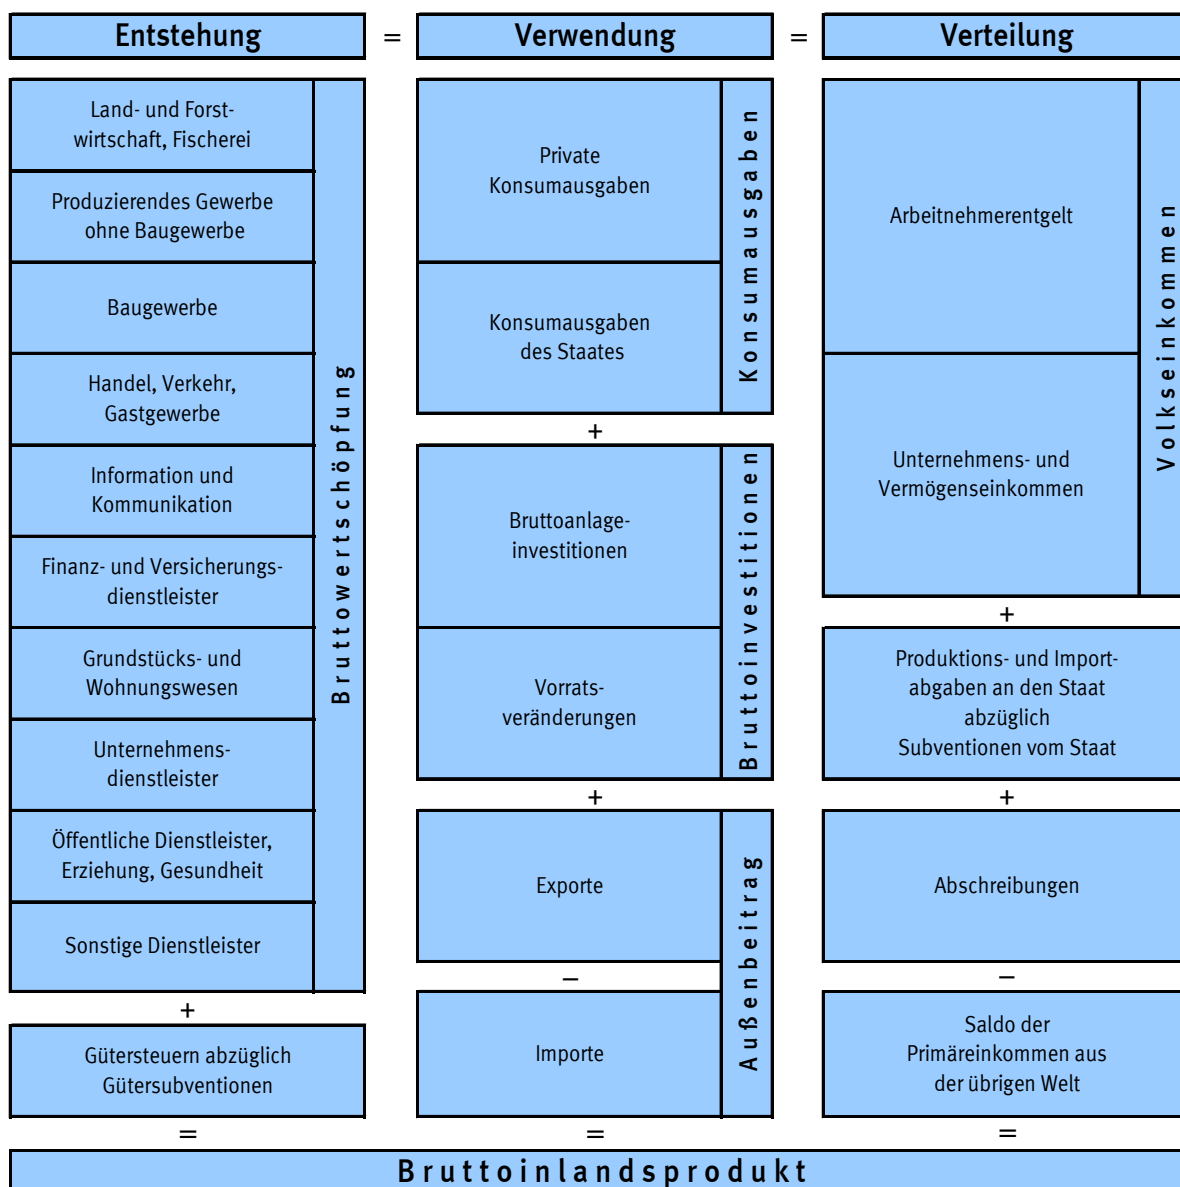 Entstehung = Verwendung = Verteilung
Land- und Forst-
wirtschaft, Fischerei
Produzierendes Gewerbe
ohne Baugewerbe
Baugewerbe
Handel, Verkehr,
Gastgewerbe
Information und
Kommunikation
Finanz- und Versicherungs-
dienstleister
Grundstücks- und
Wohnungswesen
Unternehmens-
dienstleister
Öffentliche Dienstleister,
Erziehung, Gesundheit
Sonstige Dienstleister
Bruttowertschöpfung
+
Gütersteuern abzüglich
Gütersubventionen
=
Private
Konsumausgaben
Konsumausgaben
des Staates
Konsumausgaben
+
Bruttoanlage-
investitionen
Vorrats-
veränderungen
Bruttoinvestitionen
+
Exporte
–
Importe
Außenbeitrag
=
Arbeitnehmerentgelt
Unternehmens- und
Vermögenseinkommen
Volkseinkommen
+
Produktions- und Import-
abgaben an den Staat
abzüglich
Subventionen vom Staat
+
Abschreibungen
–
Saldo der
Primäreinkommen aus
der übrigen Welt
=
Bruttoinlandsprodukt